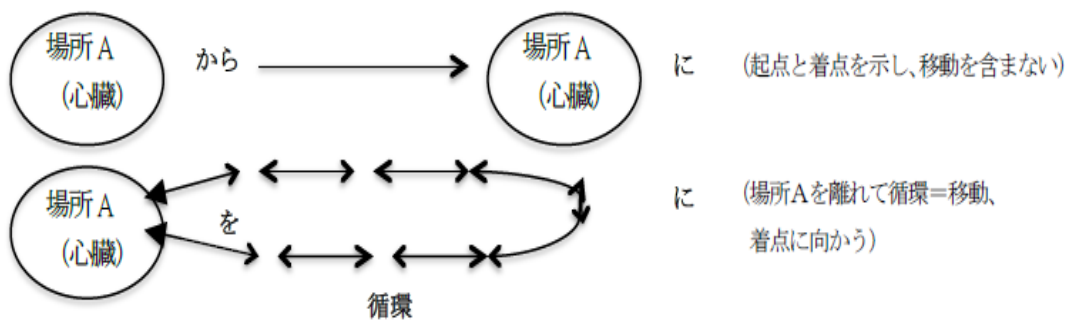 場所A から 場所A に (起点と着点を示し、移動を含まない)
(心臓) (心臓)
場所A を に (場所Aを離れて循環=移動、
(心臓) 着点に向かう)
循環